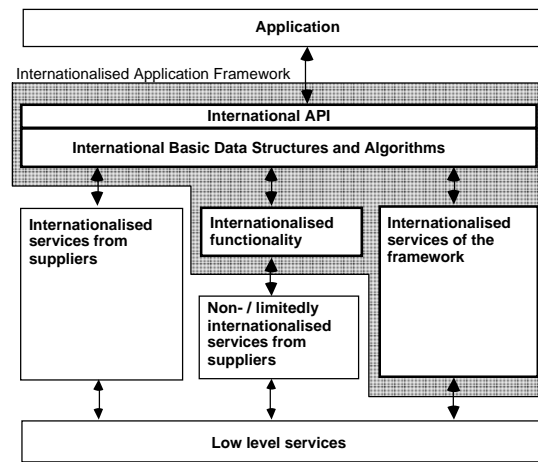 Application
Internationalised Application Framework
International API
International Basic Data Structures and Algorithms
Internationalised
services from
suppliers
Internationalised
functionality
Internationalised
services of the
framework
Non- / limitedly
internationalised
services from
suppliers
Low level services